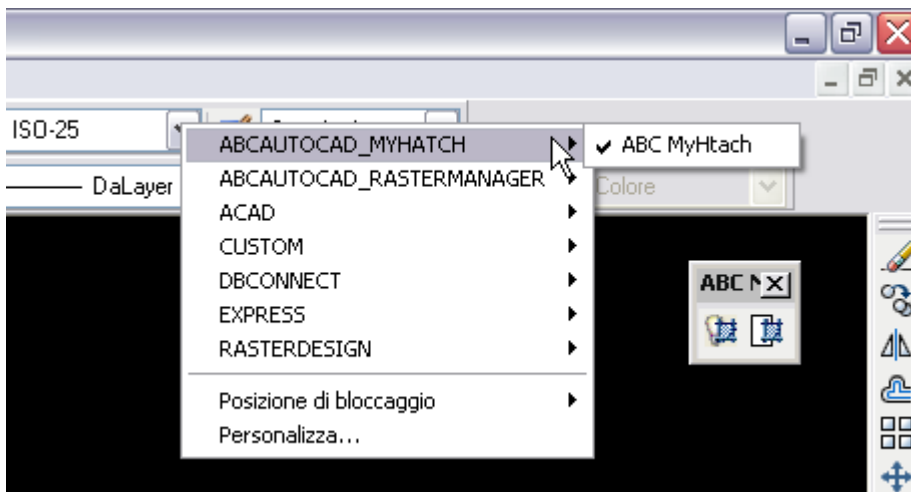 ISO-25
DaLayer
ABCAUTOCAD_MYHATCH
ABC MyHtach
ABCAUTOCAD_RASTERMANAGER
Colore
ACAD
CUSTOM
DBCONNECT
EXPRESS
RASTERDESIGN
Posizione di bloccaggio
Personalizza...
ABC